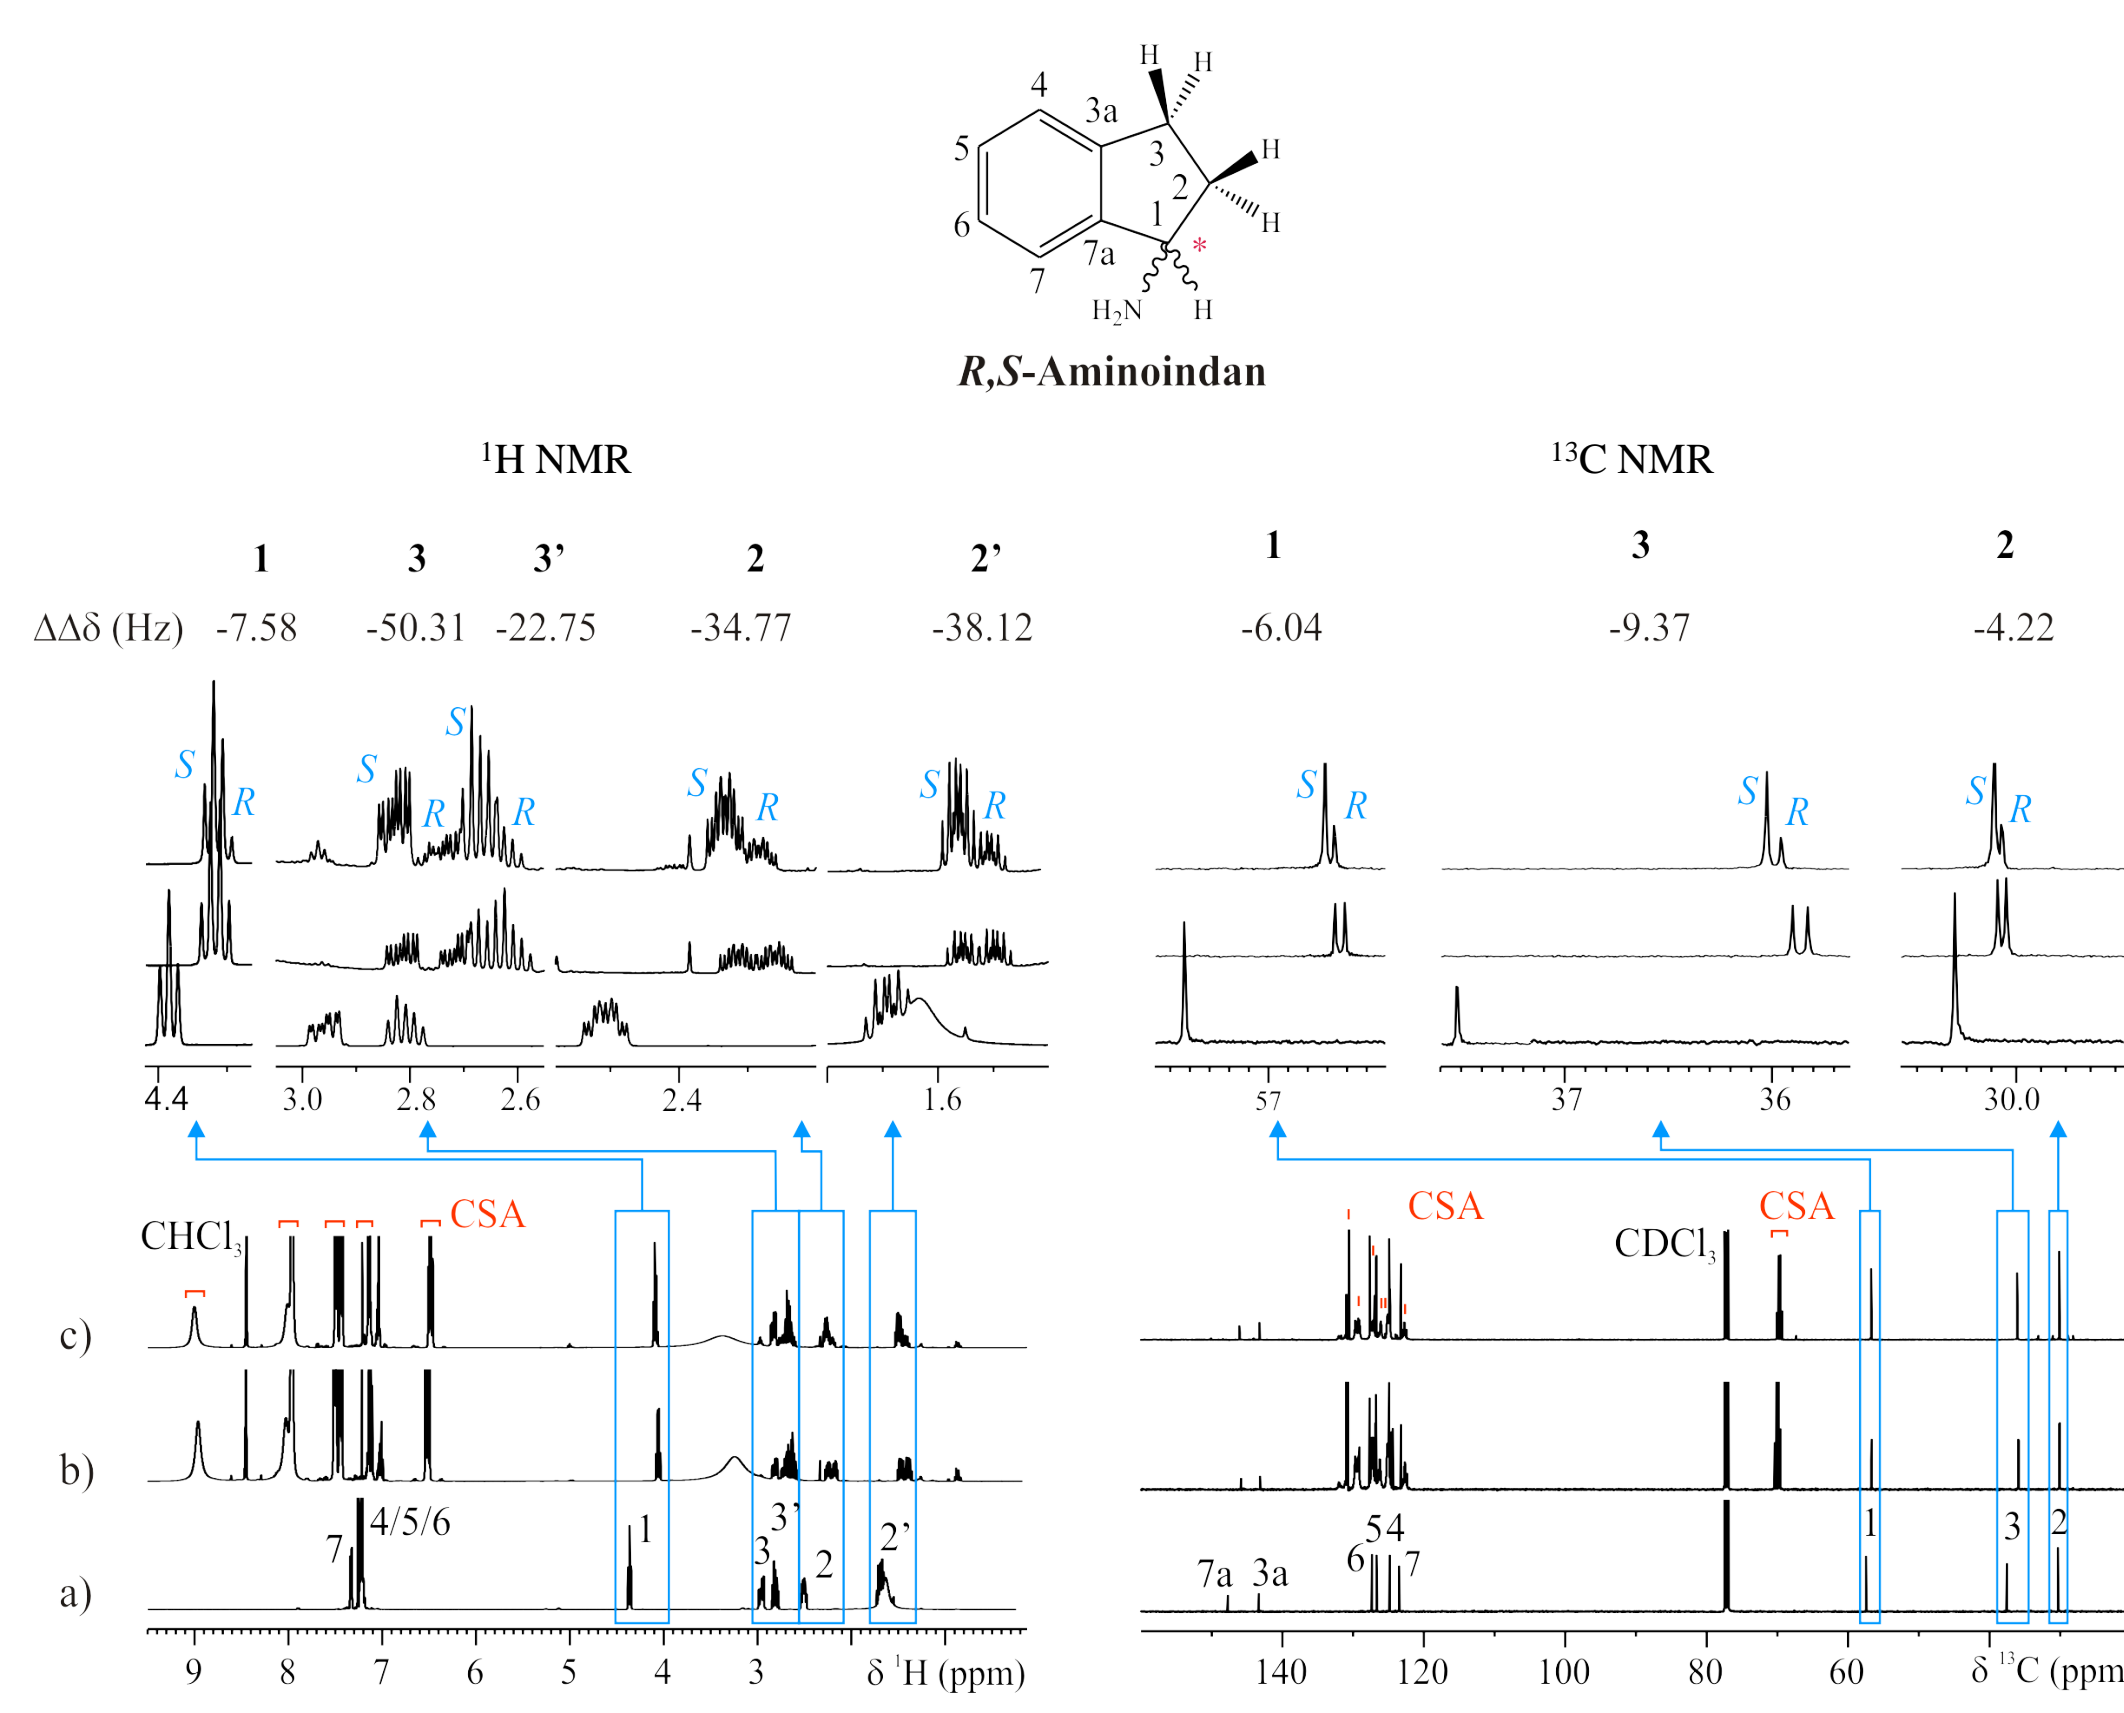 H H
4
3a
5 3 H
2
6 1 H
7a *
7
H₂N H
R,S-Aminoindan
¹H NMR ¹³C NMR
1 3 3’ 2 2’ 1 3 2
ΔΔδ (Hz) -7.58 -50.31 -22.75 -34.77 -38.12 -6.04 -9.37 -4.22
S R S R S R S R S R S R S R S R
4.4 3.0 2.8 2.6 2.4 1.6 57 37 36 30.0
CSA CSA CSA
CHCl₃ CDCl₃
c)
b)
7 4/5/6 1 3 3’ 2 2’ 7a 3a 6 5 4 7 1 3 2
a)
9 8 7 6 5 4 3 δ ¹H (ppm) 140 120 100 80 60 δ ¹³C (ppm